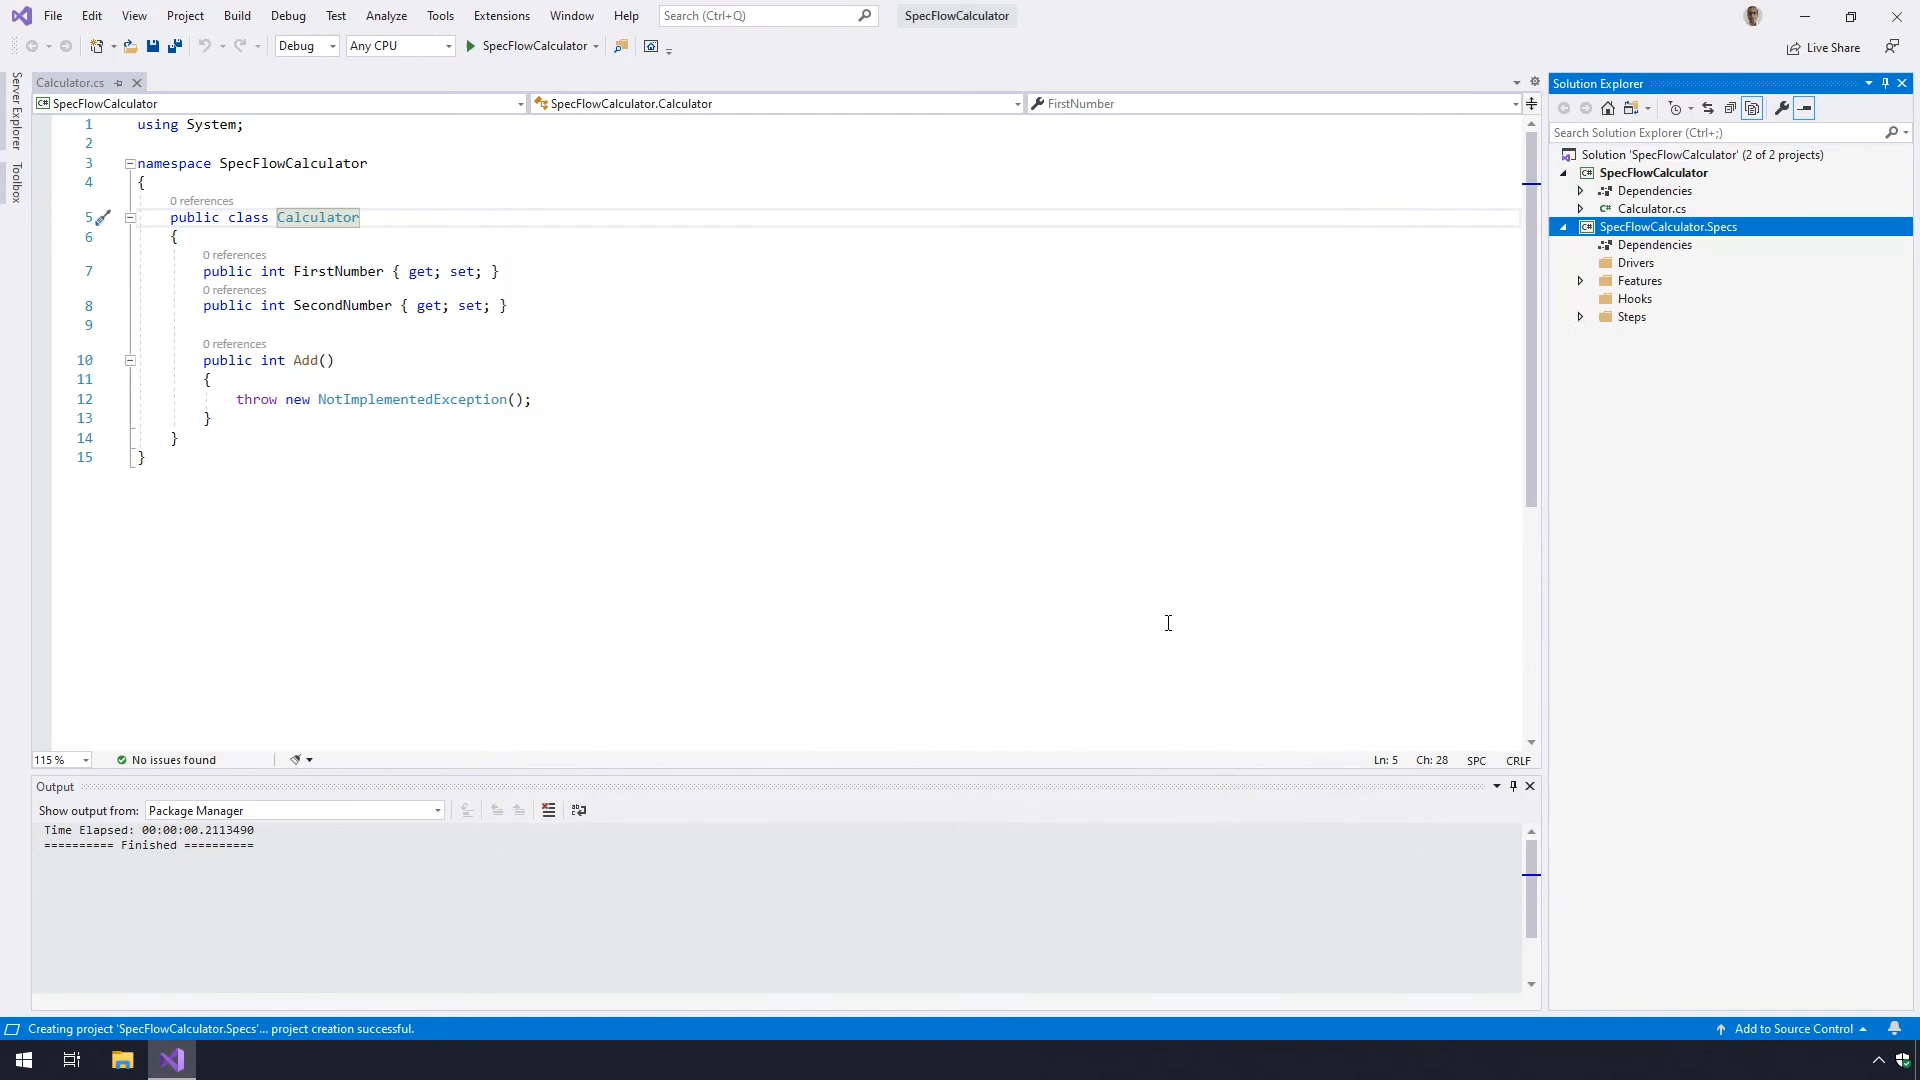 File Edit View Project Build Debug Test Analyze Tools Extensions Window Help Search (Ctrl+Q) SpecFlowCalculator
Debug Any CPU SpecFlowCalculator Live Share
Server Explorer
Toolbox
Calculator.cs
SpecFlowCalculator SpecFlowCalculator.Calculator FirstNumber
1 using System;
2
3 namespace SpecFlowCalculator
4 {
0 references
5 public class Calculator
6 {
0 references
7 public int FirstNumber { get; set; }
0 references
8 public int SecondNumber { get; set; }
9
0 references
10 public int Add()
11 {
12 throw new NotImplementedException();
13 }
14 }
15 }
115 % No issues found Ln: 5 Ch: 28 SPC CRLF
Output
Show output from: Package Manager
Time Elapsed: 00:00:00.2113490
========== Finished ==========
Solution Explorer
Search Solution Explorer (Ctrl+;)
Solution 'SpecFlowCalculator' (2 of 2 projects)
SpecFlowCalculator
Dependencies
C# Calculator.cs
SpecFlowCalculator.Specs
Dependencies
Drivers
Features
Hooks
Steps
Creating project 'SpecFlowCalculator.Specs'... project creation successful. Add to Source Control